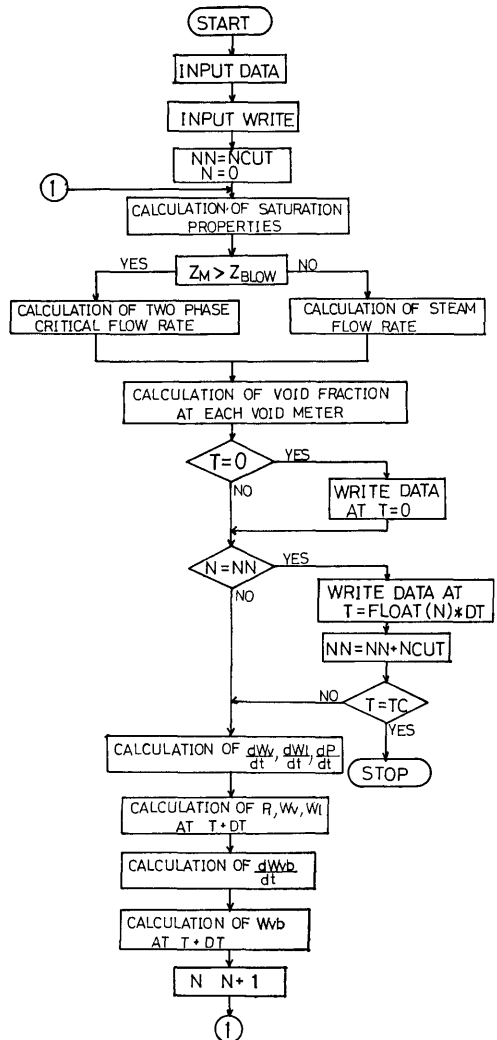 START
INPUT DATA
INPUT WRITE
NN=NCUT
N=0
1
CALCULATION OF SATURATION
PROPERTIES
YES
ZM > ZBLOW
NO
CALCULATION OF TWO PHASE
CRITICAL FLOW RATE
CALCULATION OF STEAM
FLOW RATE
CALCULATION OF VOID FRACTION
AT EACH VOID METER
T=0
YES
NO
WRITE DATA
AT T=0
N=NN
YES
NO
WRITE DATA AT
T=FLOAT(N)*DT
NN=NN+NCUT
NO
T=TC
YES
STOP
CALCULATION OF dWv/dt, dWl/dt, dP/dt
CALCULATION OF R, Wv, Wl
AT T+DT
CALCULATION OF dWvb/dt
CALCULATION OF Wvb
AT T+DT
N N+1
1